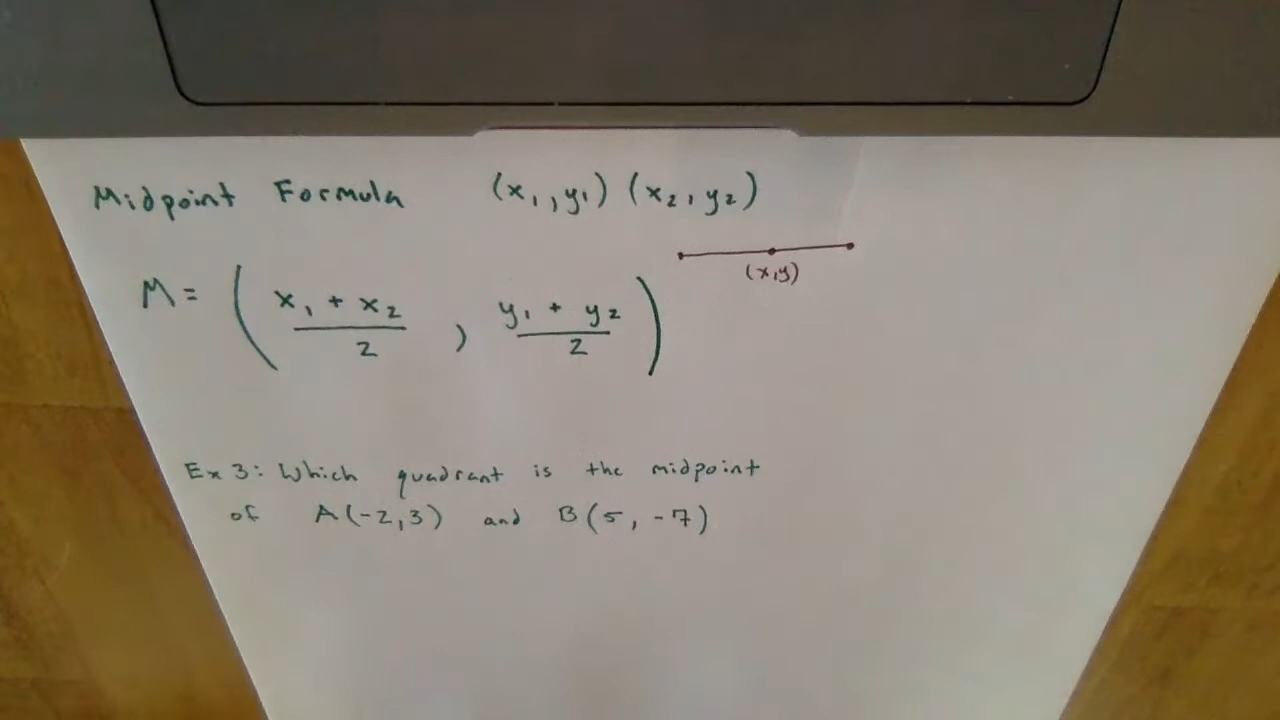 Midpoint Formula (x₁, y₁) (x₂, y₂)
(x,y)
M = ( x₁ + x₂ / 2 , y₁ + y₂ / 2 )
Ex 3: Which quadrant is the midpoint
of A(-2,3) and B(5, -7)